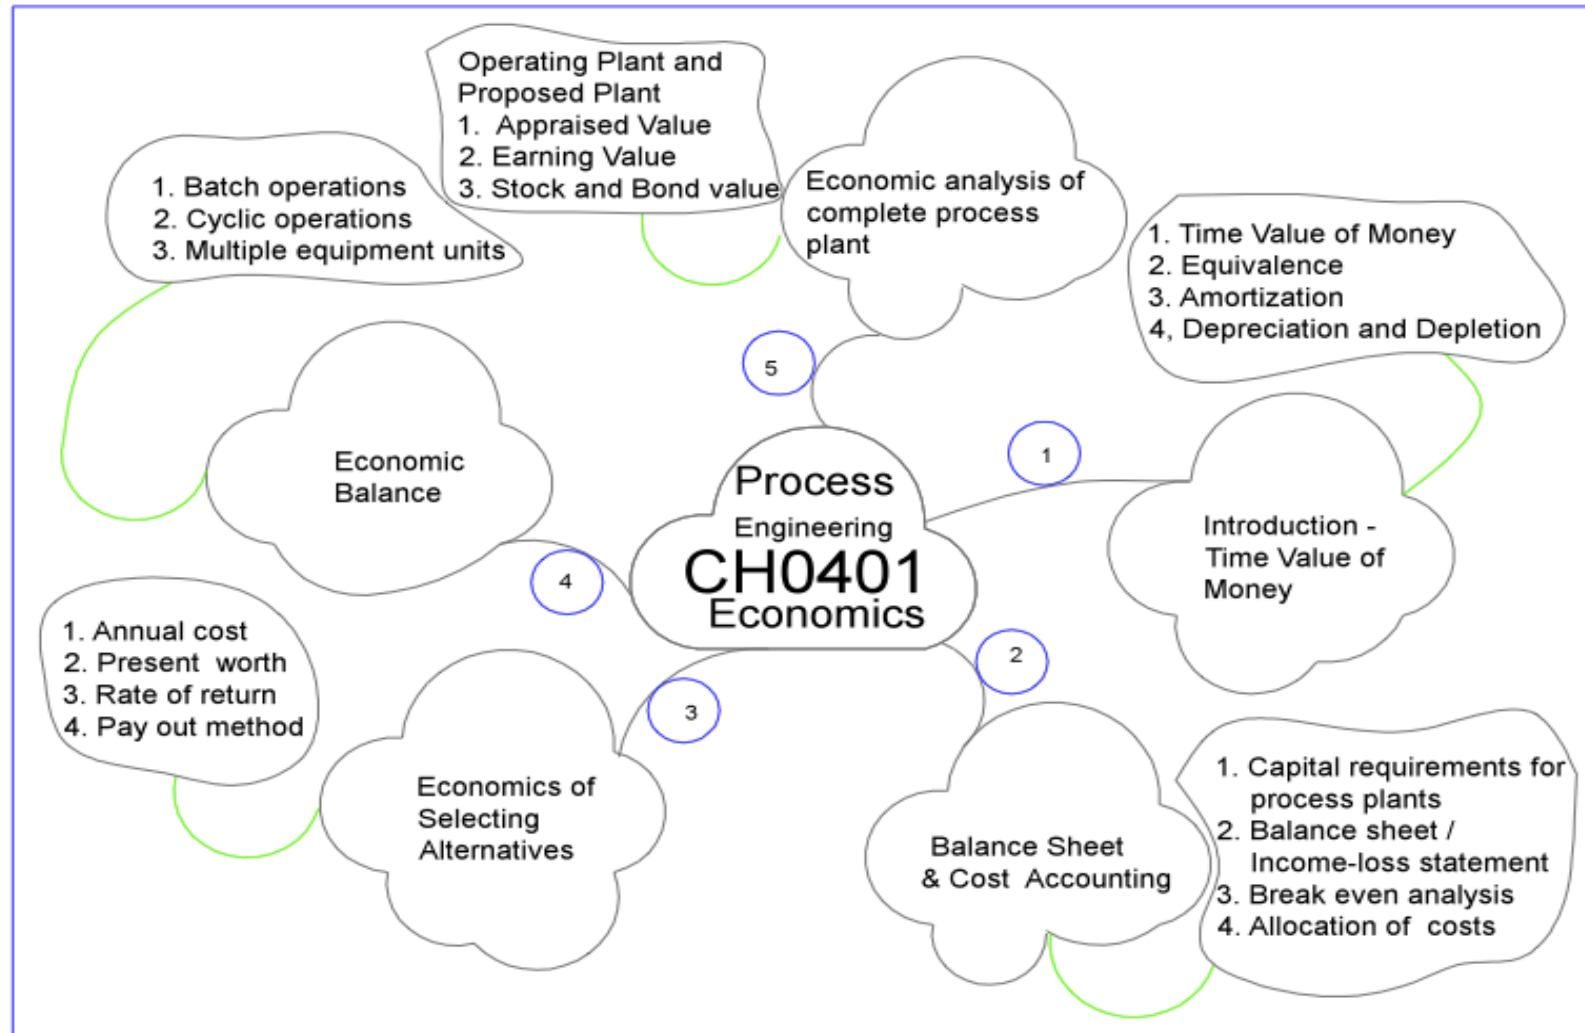 Operating Plant and
Proposed Plant
1. Appraised Value
2. Earning Value
3. Stock and Bond value
Economic analysis of
complete process
plant
1. Batch operations
2. Cyclic operations
3. Multiple equipment units
1. Time Value of Money
2. Equivalence
3. Amortization
4, Depreciation and Depletion
5
1
Economic
Balance
Process
Engineering
CH0401
Economics
Introduction -
Time Value of
Money
4
2
3
1. Annual cost
2. Present worth
3. Rate of return
4. Pay out method
Economics of
Selecting
Alternatives
Balance Sheet
& Cost Accounting
1. Capital requirements for
process plants
2. Balance sheet /
Income-loss statement
3. Break even analysis
4. Allocation of costs